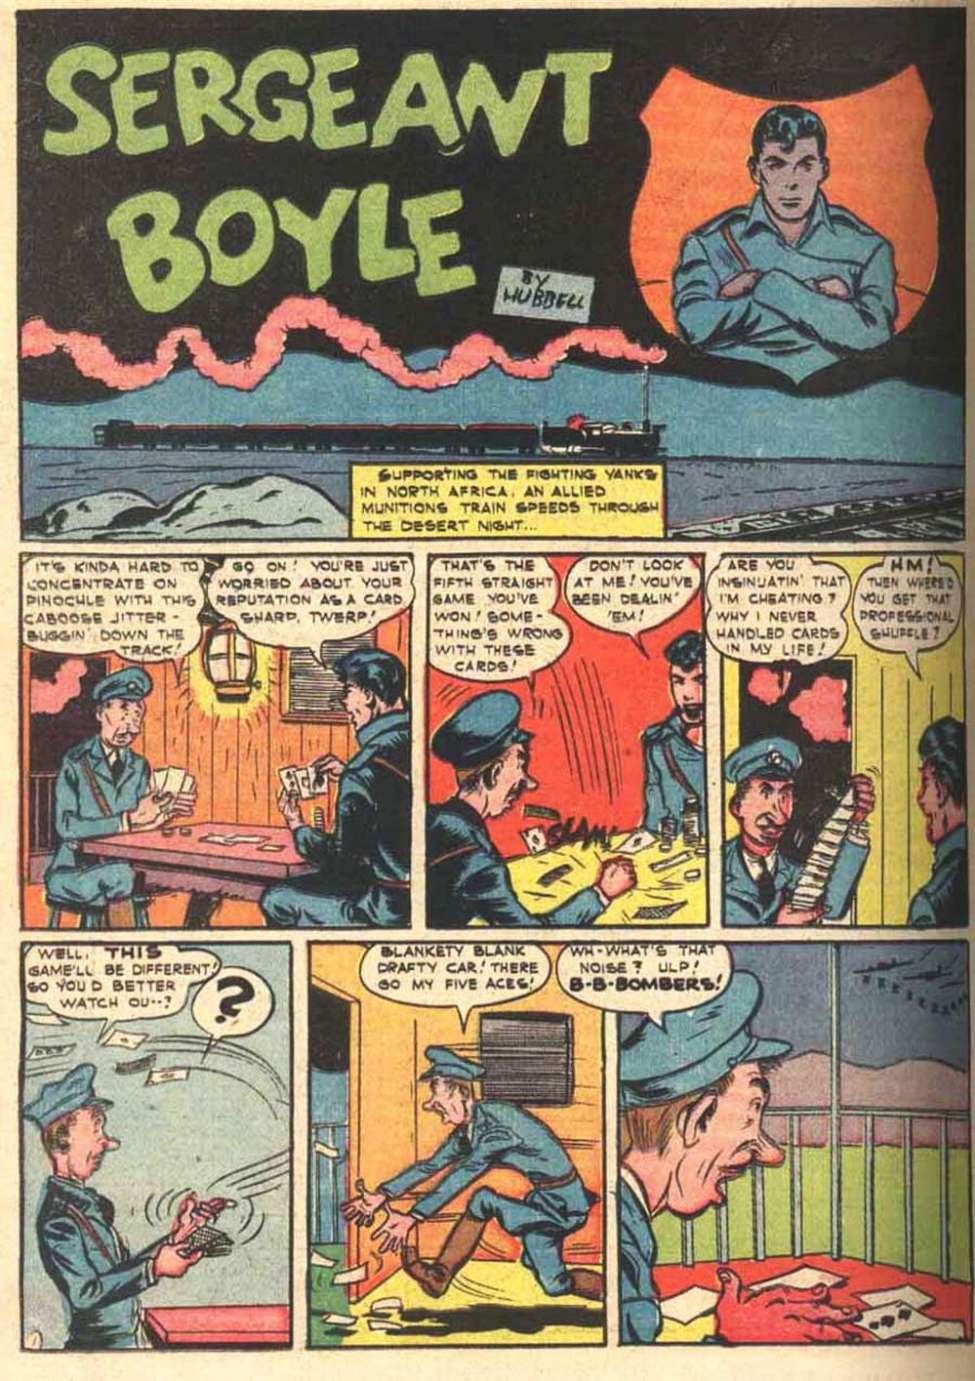 SERGEANT
BOYLE
BY
HUBBELL
SUPPORTING THE FIGHTING YANKS
IN NORTH AFRICA, AN ALLIED
MUNITIONS TRAIN SPEEDS THROUGH
THE DESERT NIGHT...
IT'S KINDA HARD TO
CONCENTRATE ON
PINOCHLE WITH THIS
CABOOSE JITTER-
BUGGIN' DOWN THE
TRACK!
GO ON! YOU'RE JUST
WORRIED ABOUT YOUR
REPUTATION AS A CARD
SHARP, TWERP!
THAT'S THE
FIFTH STRAIGHT
GAME YOU'VE
WON! SOME-
THING'S WRONG
WITH THESE
CARDS!
DON'T LOOK
AT ME! YOU'VE
BEEN DEALIN'
'EM!
SLAM!
ARE YOU
INSINUATIN' THAT
I'M CHEATING?
WHY I NEVER
HANDLED CARDS
IN MY LIFE!
HM!
THEN WHERE'D
YOU GET THAT
PROFESSIONAL
SHUFFLE?
WELL, THIS
GAME'LL BE DIFFERENT!
SO YOU'D BETTER
WATCH OU--?
?
BLANKETY BLANK
DRAFTY CAR! THERE
GO MY FIVE ACES!
WH-WHAT'S THAT
NOISE? ULP!
B-B-BOMBERS!
1